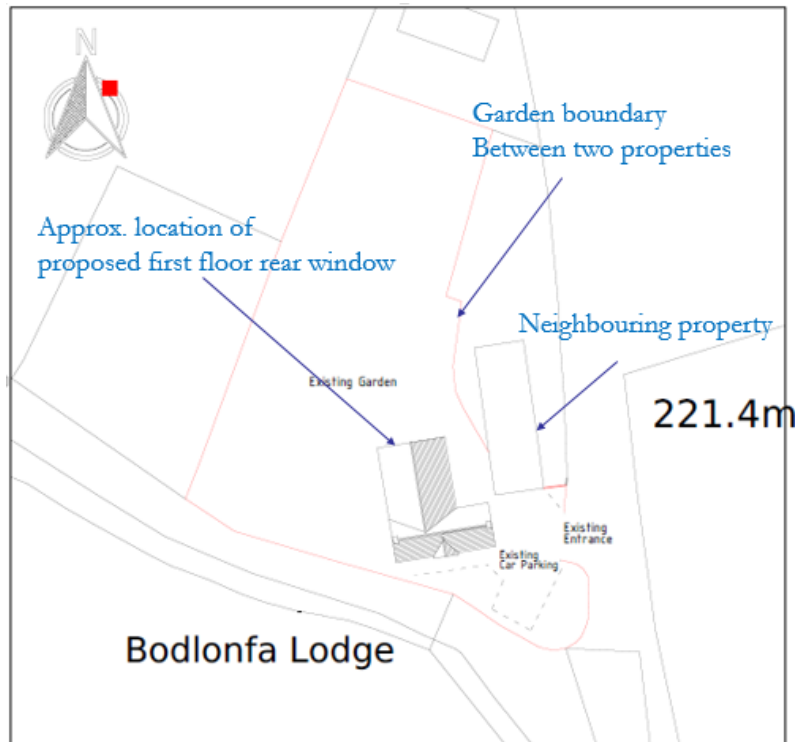 N
Garden boundary
Between two properties
Approx. location of
proposed first floor rear window
Neighbouring property
Existing Garden
221.4m
Existing
Entrance
Existing
Car Parking
Bodlonfa Lodge